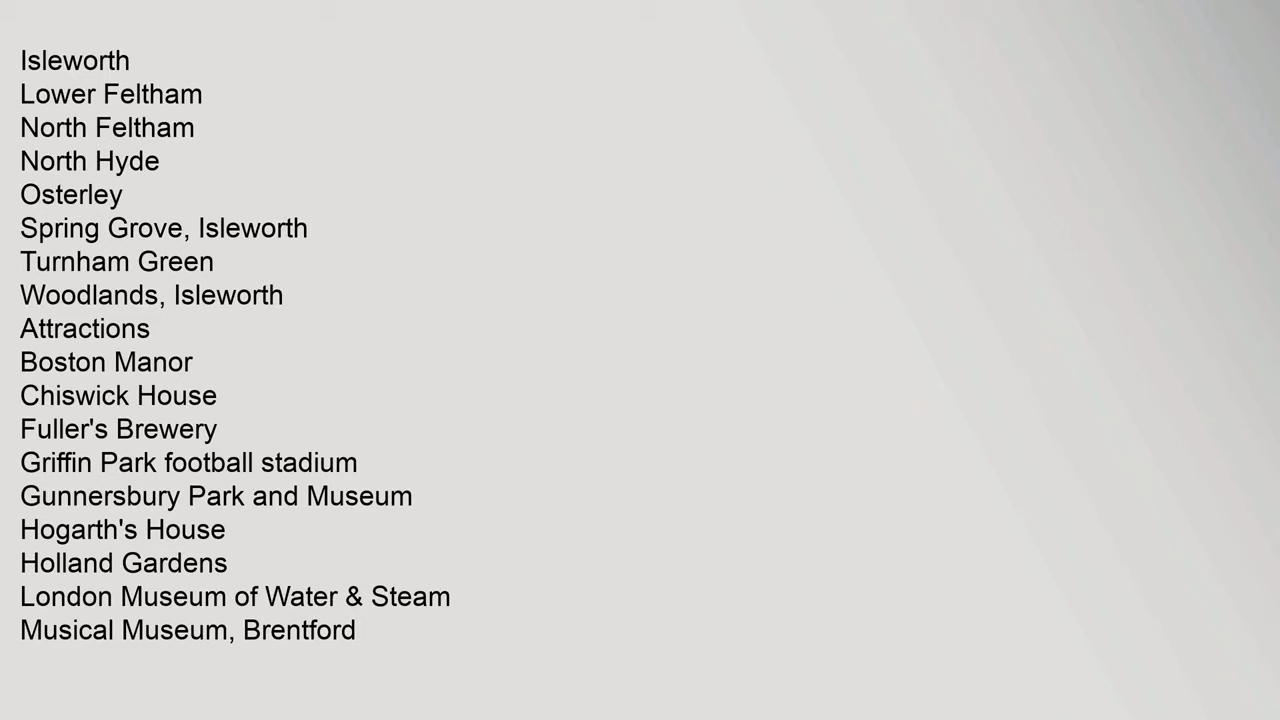 Isleworth
Lower Feltham
North Feltham
North Hyde
Osterley
Spring Grove, Isleworth
Turnham Green
Woodlands, Isleworth
Attractions
Boston Manor
Chiswick House
Fuller's Brewery
Griffin Park football stadium
Gunnersbury Park and Museum
Hogarth's House
Holland Gardens
London Museum of Water & Steam
Musical Museum, Brentford